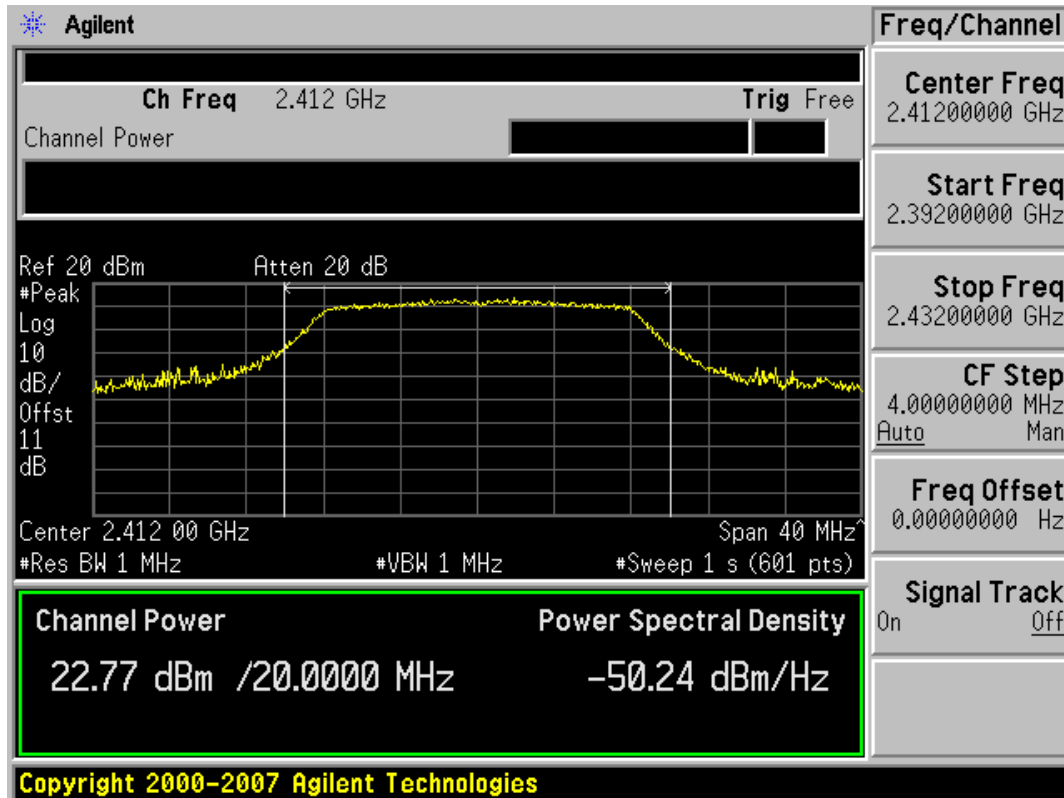 Agilent
Freq/Channel
Ch Freq 2.412 GHz Trig Free
Channel Power
Ref 20 dBm Atten 20 dB
#Peak
Log
10
dB/
Offst
11
dB
Center 2.412 00 GHz Span 40 MHz^
#Res BW 1 MHz #VBW 1 MHz #Sweep 1 s (601 pts)
Channel Power Power Spectral Density
22.77 dBm /20.0000 MHz -50.24 dBm/Hz
Copyright 2000-2007 Agilent Technologies
Center Freq
2.41200000 GHz
Start Freq
2.39200000 GHz
Stop Freq
2.43200000 GHz
CF Step
4.00000000 MHz
Auto Man
Freq Offset
0.00000000 Hz
Signal Track
On Off